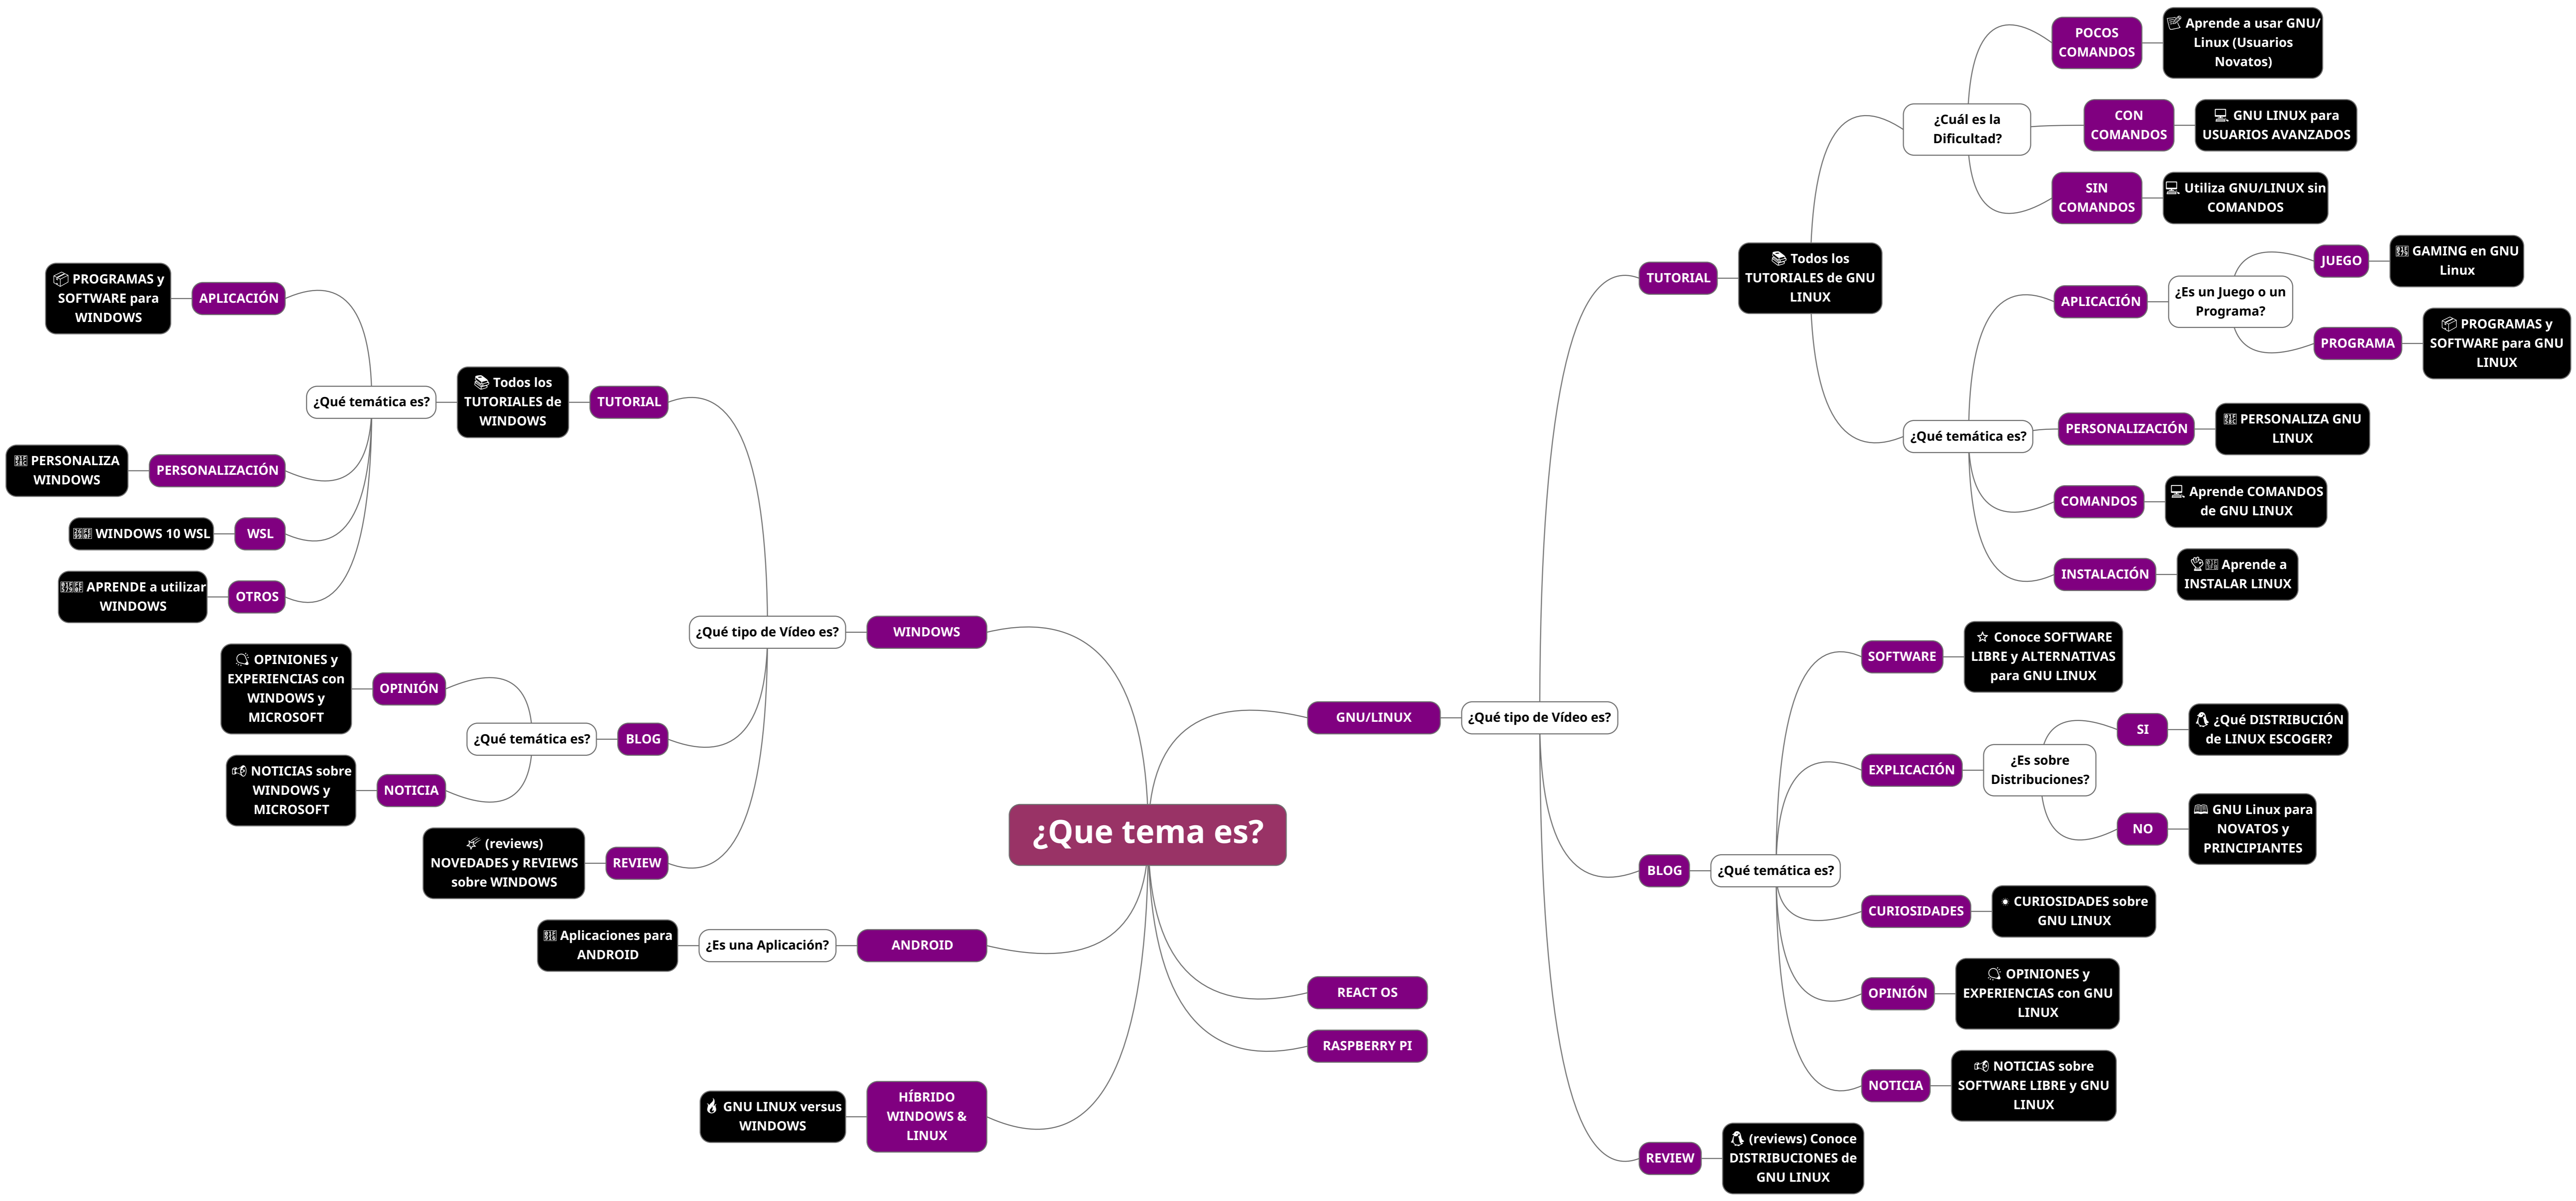 ¿Que tema es?
GNU/LINUX
¿Qué tipo de Vídeo es?
TUTORIAL
📚 Todos los
TUTORIALES de GNU
LINUX
¿Cuál es la
Dificultad?
POCOS
COMANDOS
📝 Aprende a usar GNU/
Linux (Usuarios
Novatos)
CON
COMANDOS
💻 GNU LINUX para
USUARIOS AVANZADOS
SIN
COMANDOS
💻 Utiliza GNU/LINUX sin
COMANDOS
¿Qué temática es?
APLICACIÓN
¿Es un Juego o un
Programa?
JUEGO
GAMING en GNU
Linux
PROGRAMA
📦 PROGRAMAS y
SOFTWARE para GNU
LINUX
PERSONALIZACIÓN
PERSONALIZA GNU
LINUX
COMANDOS
💻 Aprende COMANDOS
de GNU LINUX
INSTALACIÓN
👌 Aprende a
INSTALAR LINUX
BLOG
¿Qué temática es?
SOFTWARE
☆ Conoce SOFTWARE
LIBRE y ALTERNATIVAS
para GNU LINUX
EXPLICACIÓN
¿Es sobre
Distribuciones?
SI
🐧 ¿Qué DISTRIBUCIÓN
de LINUX ESCOGER?
NO
📖 GNU Linux para
NOVATOS y
PRINCIPIANTES
CURIOSIDADES
CURIOSIDADES sobre
GNU LINUX
OPINIÓN
OPINIONES y
EXPERIENCIAS con GNU
LINUX
NOTICIA
NOTICIAS sobre
SOFTWARE LIBRE y GNU
LINUX
REVIEW
🐧 (reviews) Conoce
DISTRIBUCIONES de
GNU LINUX
REACT OS
RASPBERRY PI
WINDOWS
¿Qué tipo de Vídeo es?
TUTORIAL
📚 Todos los
TUTORIALES de
WINDOWS
¿Qué temática es?
APLICACIÓN
📦 PROGRAMAS y
SOFTWARE para
WINDOWS
PERSONALIZACIÓN
PERSONALIZA
WINDOWS
WSL
WINDOWS 10 WSL
OTROS
APRENDE a utilizar
WINDOWS
BLOG
¿Qué temática es?
OPINIÓN
OPINIONES y
EXPERIENCIAS con
WINDOWS y
MICROSOFT
NOTICIA
NOTICIAS sobre
WINDOWS y
MICROSOFT
REVIEW
(reviews)
NOVEDADES y REVIEWS
sobre WINDOWS
ANDROID
¿Es una Aplicación?
Aplicaciones para
ANDROID
HÍBRIDO
WINDOWS &
LINUX
🔥 GNU LINUX versus
WINDOWS